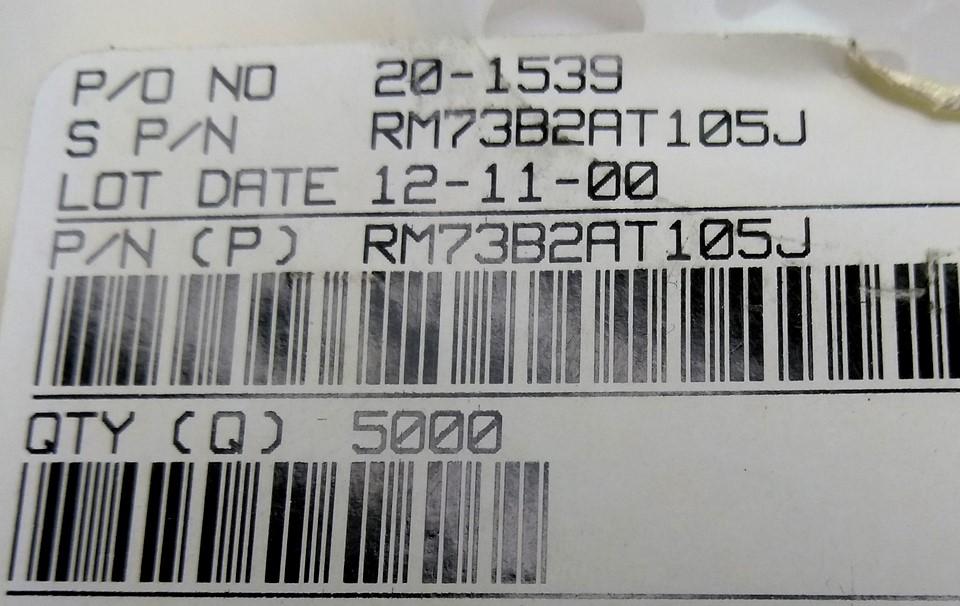 P/O NO 20-1539
S P/N RM73B2AT105J
LOT DATE 12-11-00
P/N (P) RM73B2AT105J
QTY (Q) 5000